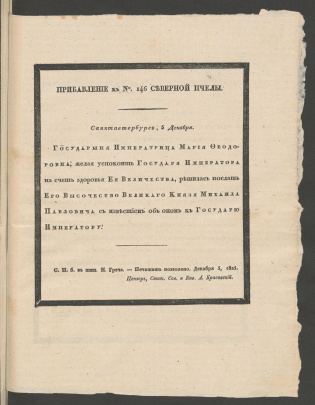 ПРИБАВЛЕНІЕ къ Nº. 146 СѢВЕРНОЙ ПЧЕЛЫ.
Санктпетербургъ, 5 Декабря.
ГОСУДАРЫНЯ ИМПЕРАТРИЦА МАРІЯ ѲЕОДО-
РОВНА, желая успокоить ГОСУДАРЯ ИМПЕРАТОРА
на счетъ здоровья ЕЯ ВЕЛИЧЕСТВА, рѣшилась послать
ЕГО ВЫСОЧЕСТВО ВЕЛИКАГО КНЯЗЯ МИХАИЛА
ПАВЛОВИЧА съ извѣстіемъ объ ономъ къ ГОСУДАРЮ
ИМПЕРАТОРУ!
С. П. б. въ тип. Н. Греча. — Печатать позволено. Декабря 5, 1825.
Ценсоръ, Стат. Сов. и Кав. А. Красовскій.